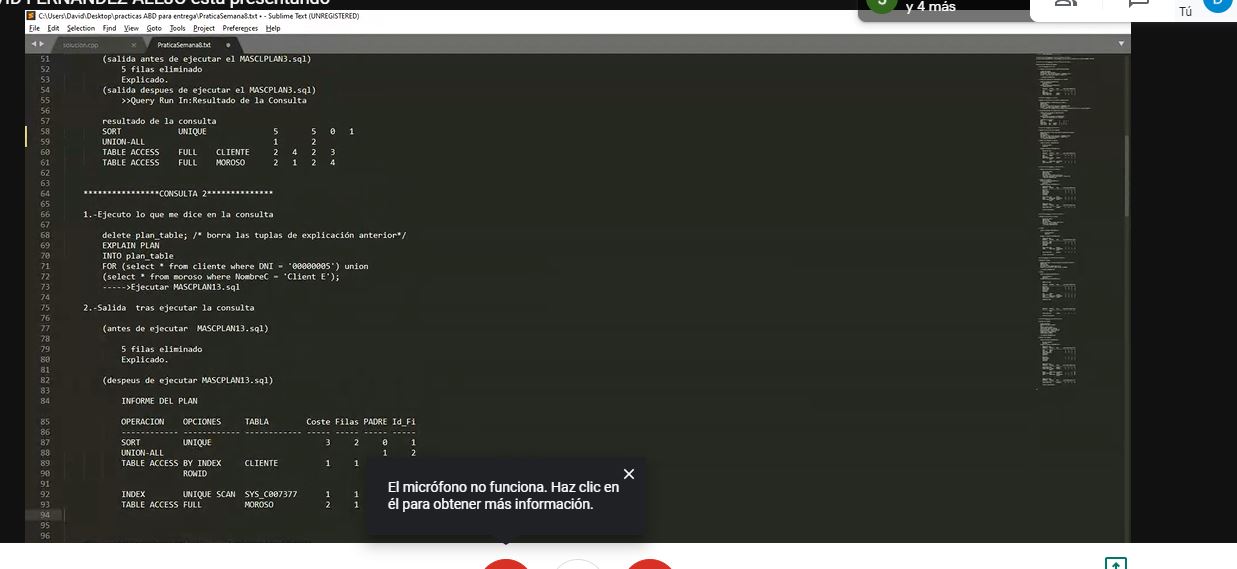 VID FERNANDEZ ALEJO está presentando
y 4 más
Tú
C:\Users\David\Desktop\practicas ABD para entrega\PraticaSemana8.txt • - Sublime Text (UNREGISTERED)
File Edit Selection Find View Goto Tools Project Preferences Help
solucion.cpp × PraticaSemana8.txt •
51 (salida antes de ejecutar el MASCLPLAN3.sql)
52 5 filas eliminado
53 Explicado.
54 (salida despues de ejecutar el MASCPLAN3.sql)
55 >>Query Run In:Resultado de la Consulta
56
57 resultado de la consulta
58 SORT UNIQUE 5 5 0 1
59 UNION-ALL 1 2
60 TABLE ACCESS FULL CLIENTE 2 4 2 3
61 TABLE ACCESS FULL MOROSO 2 1 2 4
62
63
64 ****************CONSULTA 2**************
65
66 1.-Ejecuto lo que me dice en la consulta
67
68 delete plan_table; /* borra las tuplas de explicación anterior*/
69 EXPLAIN PLAN
70 INTO plan_table
71 FOR (select * from cliente where DNI = '00000005') union
72 (select * from moroso where NombreC = 'Client E');
73 ----->Ejecutar MASCPLAN13.sql
74
75 2.-Salida tras ejecutar la consulta
76
77 (antes de ejecutar MASCPLAN13.sql)
78
79 5 filas eliminado
80 Explicado.
81
82 (despeus de ejecutar MASCPLAN13.sql)
83
84 INFORME DEL PLAN
85 OPERACION OPCIONES TABLA Coste Filas PADRE Id_Fi
86 ------------ ------------ ------------ ----- ----- ----- -----
87 SORT UNIQUE 3 2 0 1
88 UNION-ALL 1 2
89 TABLE ACCESS BY INDEX CLIENTE 1 1
90 ROWID
91
92 INDEX UNIQUE SCAN SYS_C007377 1 1
93 TABLE ACCESS FULL MOROSO 2 1
94
95
96
El micrófono no funciona. Haz clic en
él para obtener más información.